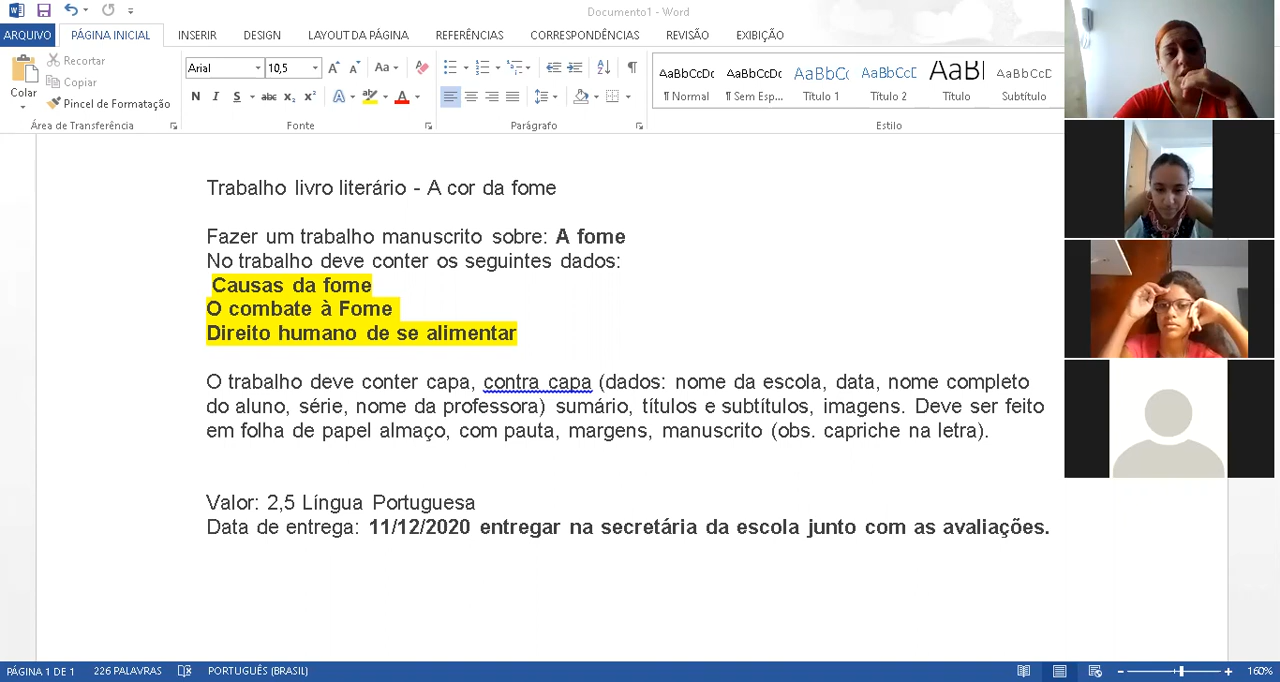 Documento1 - Word
ARQUIVO PÁGINA INICIAL INSERIR DESIGN LAYOUT DA PÁGINA REFERÊNCIAS CORRESPONDÊNCIAS REVISÃO EXIBIÇÃO
Colar
Recortar
Copiar
Pincel de Formatação
Área de Transferência
Arial 10,5 A A Aa
N I S abc x₂ x² A aby A
Fonte
Parágrafo
AaBbCcDc AaBbCcDc AaBbCc AaBbCcD AaBl AaBbCcD
¶ Normal ¶ Sem Esp... Título 1 Título 2 Título Subtítulo
Estilo
Trabalho livro literário - A cor da fome
Fazer um trabalho manuscrito sobre: A fome
No trabalho deve conter os seguintes dados:
Causas da fome
O combate à Fome
Direito humano de se alimentar
O trabalho deve conter capa, contra capa (dados: nome da escola, data, nome completo
do aluno, série, nome da professora) sumário, títulos e subtítulos, imagens. Deve ser feito
em folha de papel almaço, com pauta, margens, manuscrito (obs. capriche na letra).
Valor: 2,5 Língua Portuguesa
Data de entrega: 11/12/2020 entregar na secretária da escola junto com as avaliações.
PÁGINA 1 DE 1 226 PALAVRAS PORTUGUÊS (BRASIL) 160%